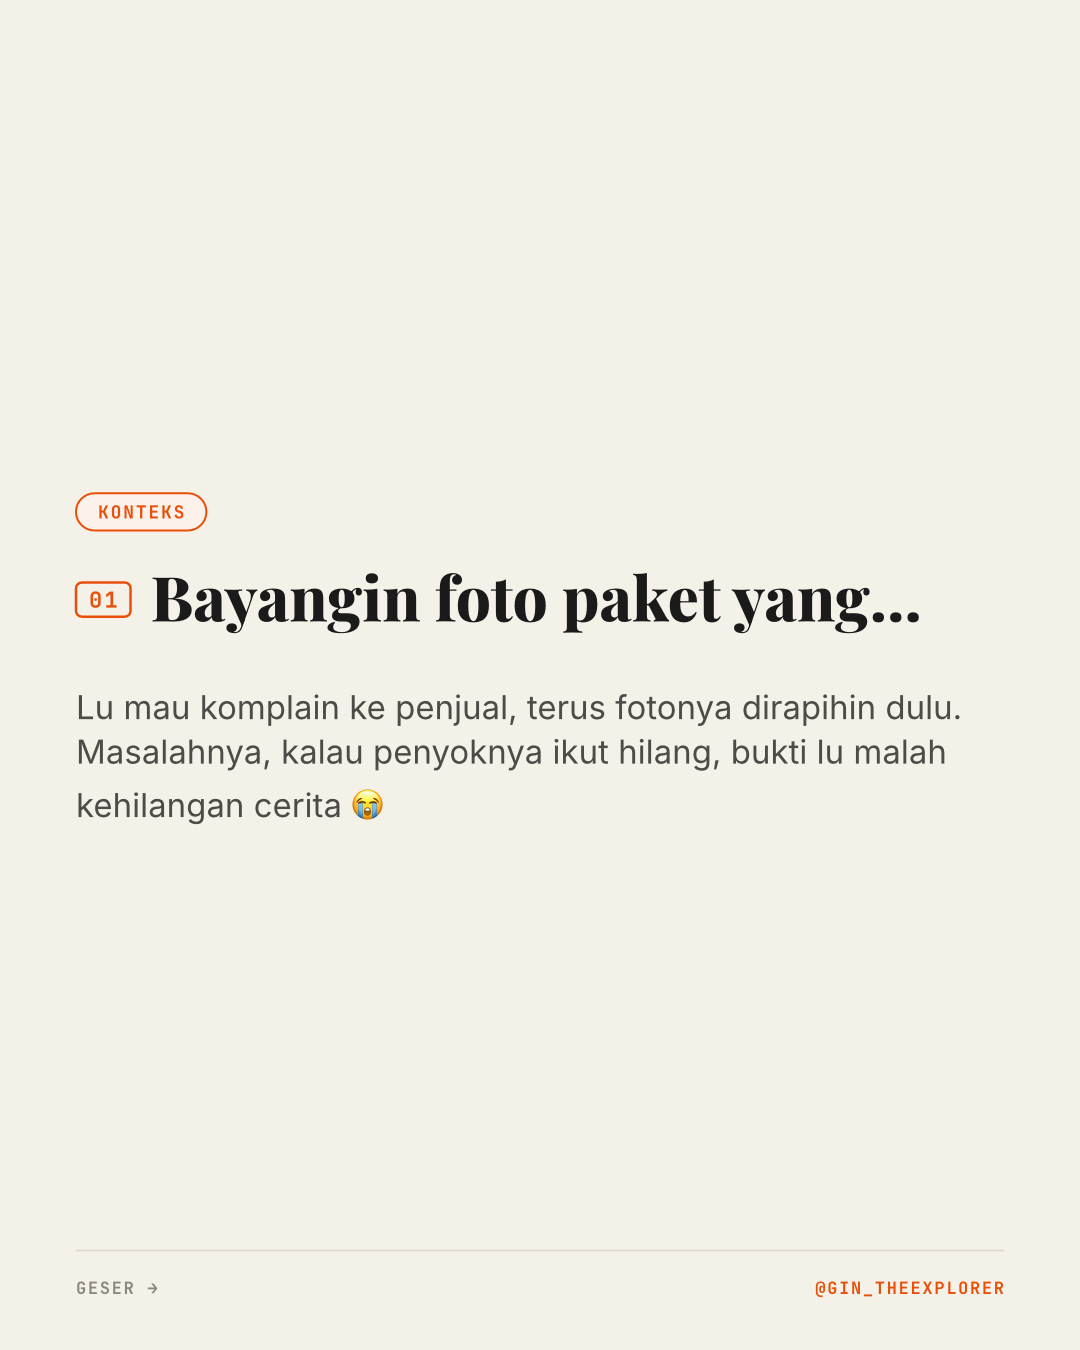 KONTEKS
01 Bayangin foto paket yang...
Lu mau komplain ke penjual, terus fotonya dirapihin dulu.
Masalahnya, kalau penyoknya ikut hilang, bukti lu malah
kehilangan cerita 😭
GESER →
@GIN_THEEXPLORER